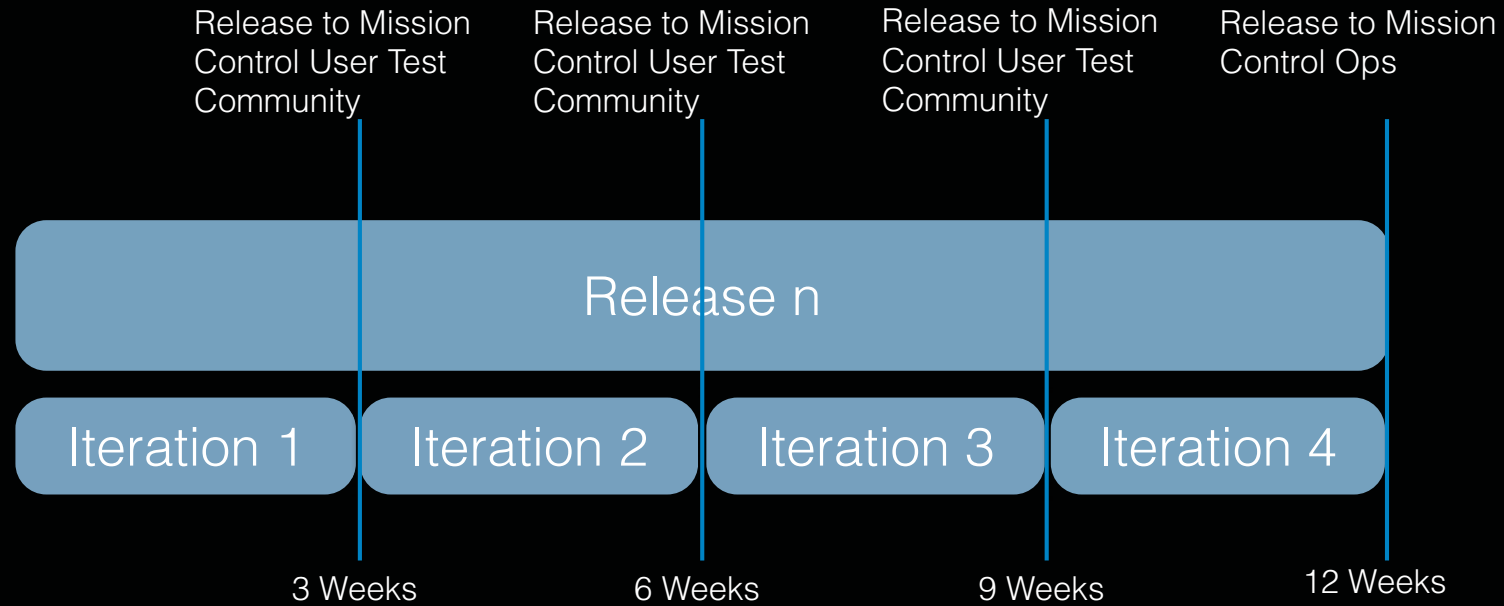 Release to Mission
Control User Test
Community
Release to Mission
Control User Test
Community
Release to Mission
Control User Test
Community
Release to Mission
Control Ops
Release n
Iteration 1
Iteration 2
Iteration 3
Iteration 4
3 Weeks
6 Weeks
9 Weeks
12 Weeks